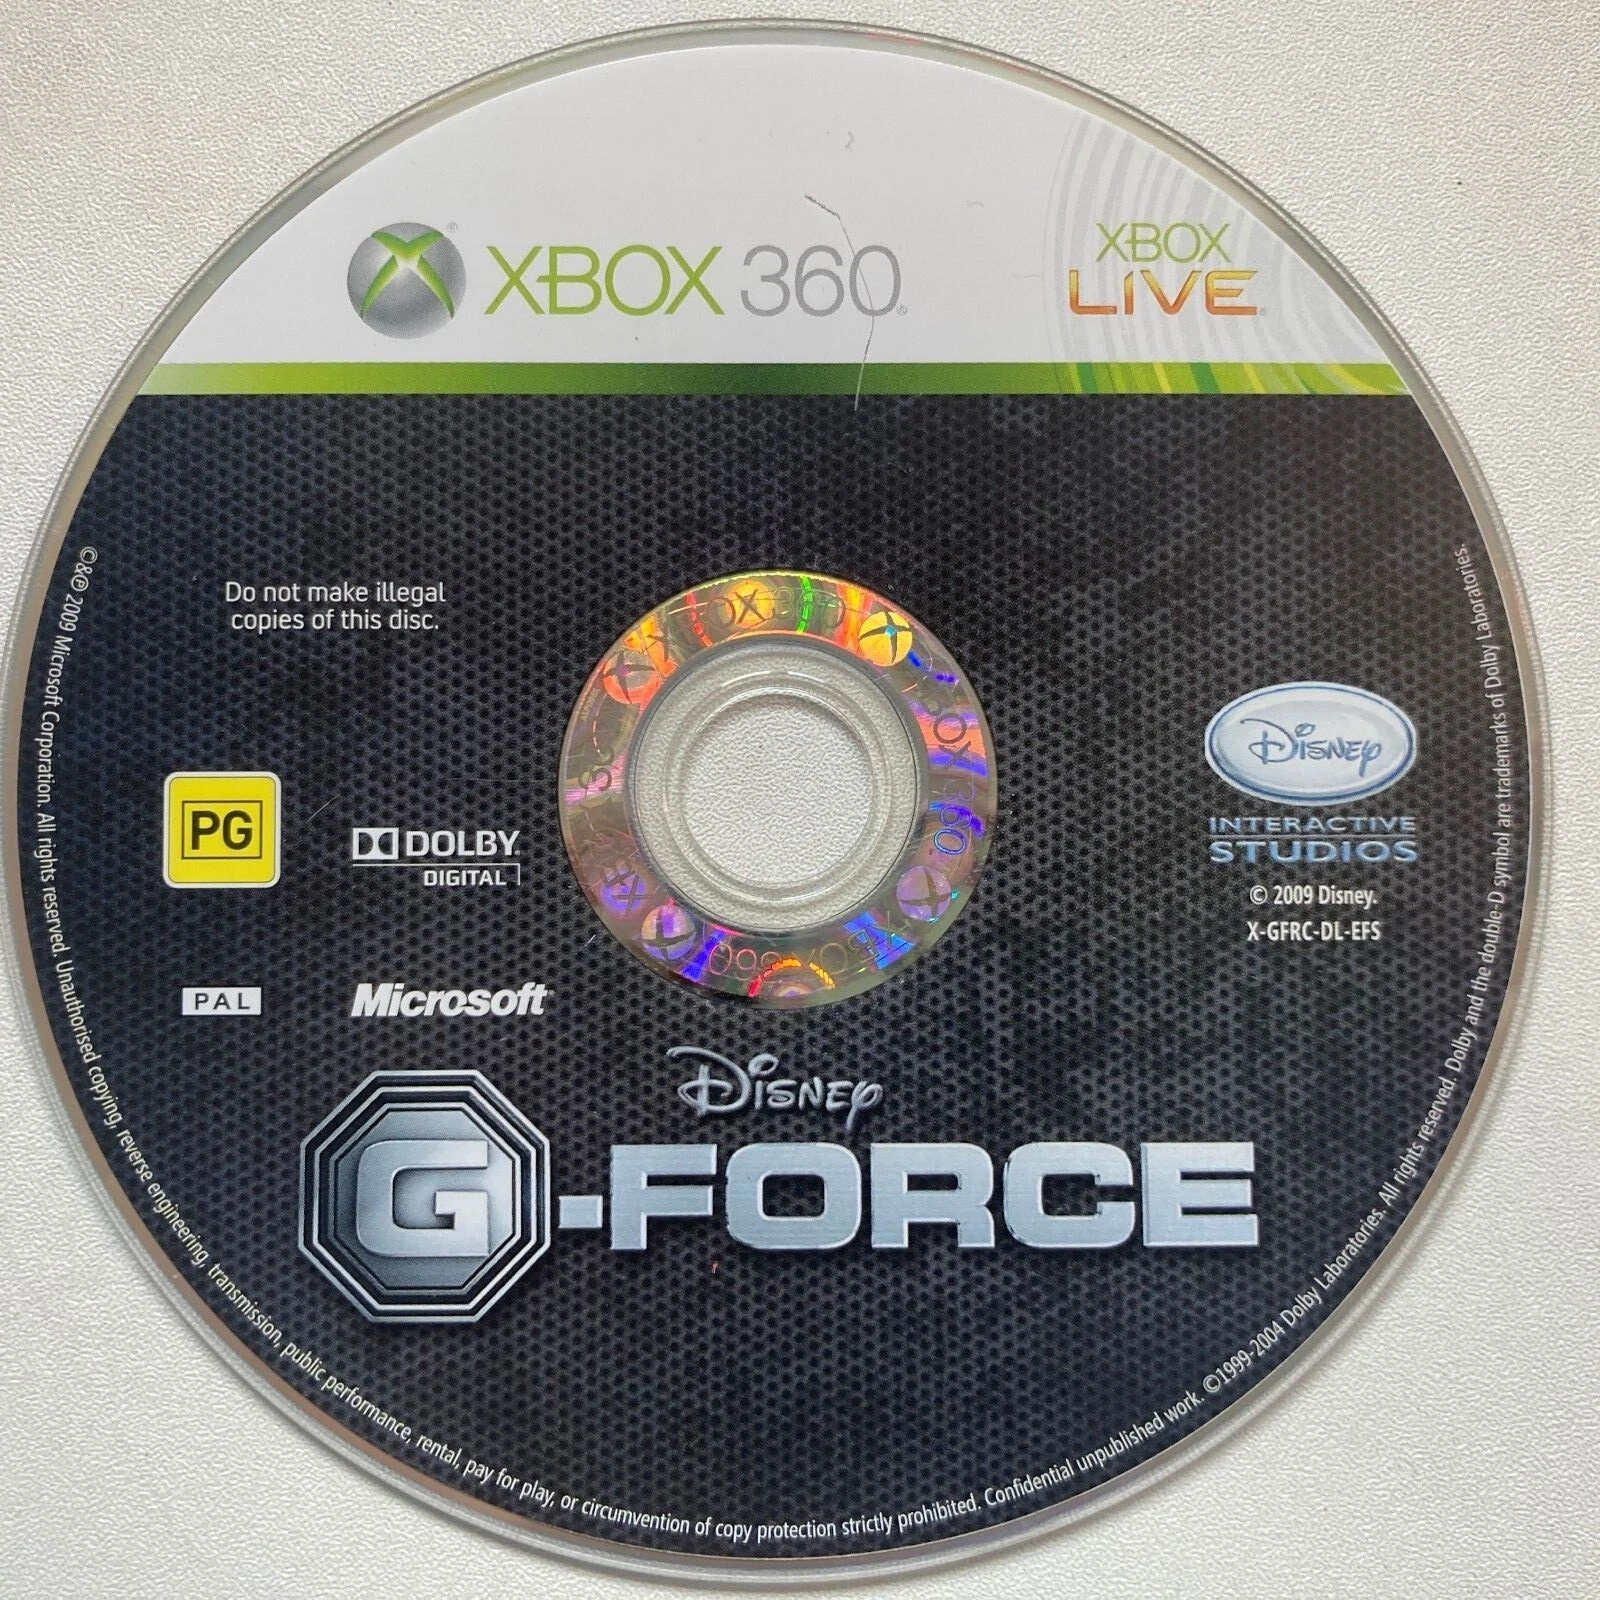 XBOX 360
XBOX
LIVE
Do not make illegal
copies of this disc.
PG
DOLBY
DIGITAL
PAL
Microsoft
Disney
INTERACTIVE
STUDIOS
© 2009 Disney.
X-GFRC-DL-EFS
Disney
G-FORCE
©&℗ 2009 Microsoft Corporation. All rights reserved. Unauthorised copying, reverse engineering, transmission, public performance, rental, pay for play, or circumvention of copy protection strictly prohibited. Confidential unpublished work. ©1999-2004 Dolby Laboratories. All rights reserved. Dolby and the double-D symbol are trademarks of Dolby Laboratories.
XBOX 360